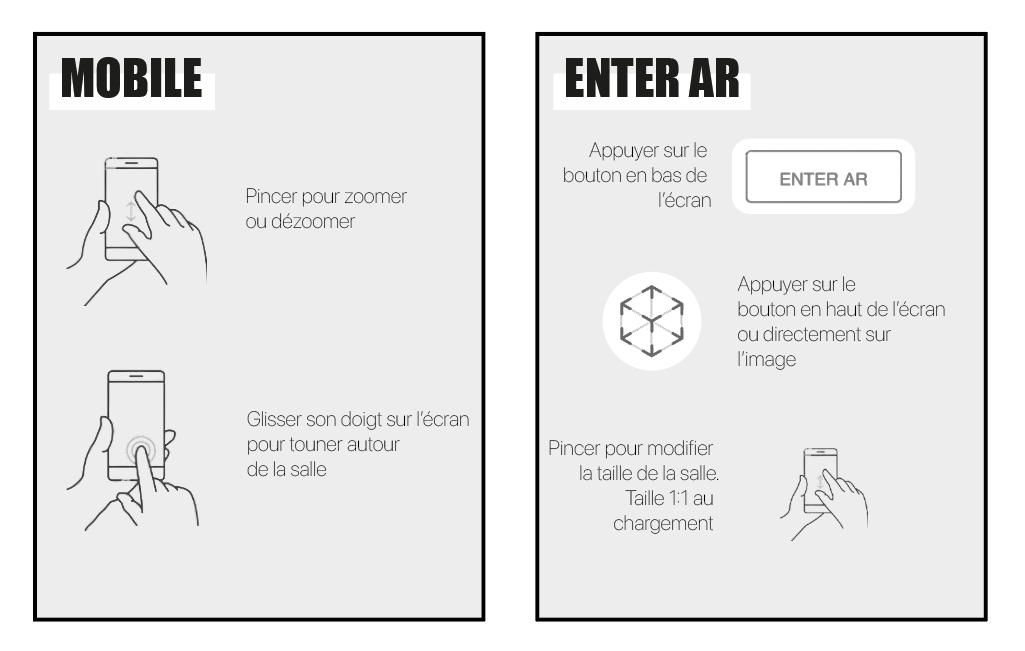 MOBILE
Pincer pour zoomer
ou dézoomer
Glisser son doigt sur l'écran
pour touner autour
de la salle
ENTER AR
Appuyer sur le
bouton en bas de
l'écran
ENTER AR
Appuyer sur le
bouton en haut de l'écran
ou directement sur
l'image
Pincer pour modifier
la taille de la salle.
Taille 1:1 au
chargement